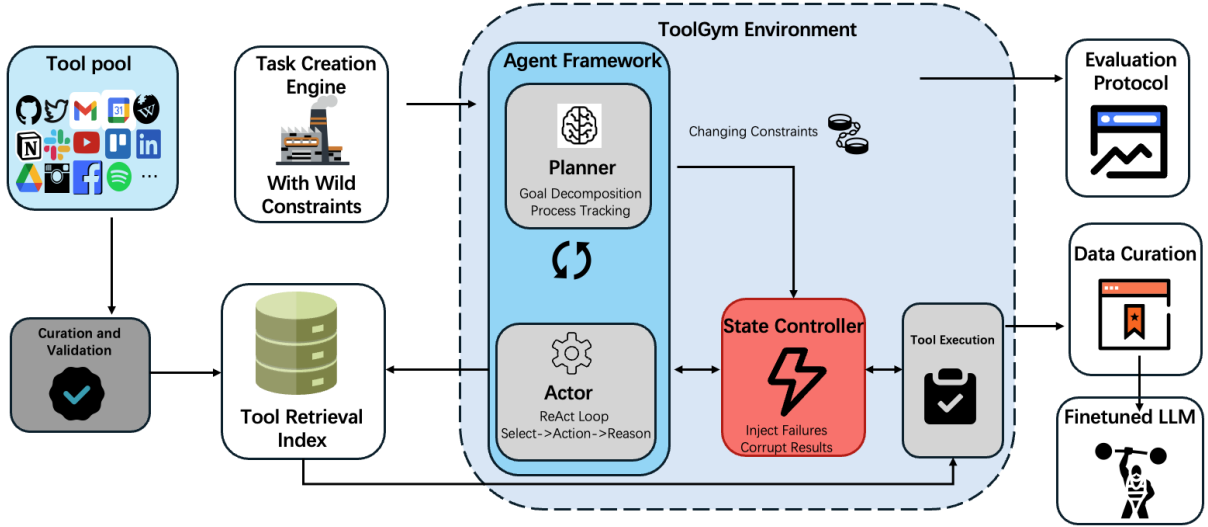 ToolGym Environment
Tool pool
31
W
N
in
f
...
Task Creation
Engine
With Wild
Constraints
Agent Framework
Planner
Goal Decomposition
Process Tracking
Changing Constraints
Evaluation
Protocol
Curation and
Validation
Tool Retrieval
Index
Actor
ReAct Loop
Select->Action->Reason
State Controller
Inject Failures
Corrupt Results
Tool Execution
Data Curation
Finetuned LLM